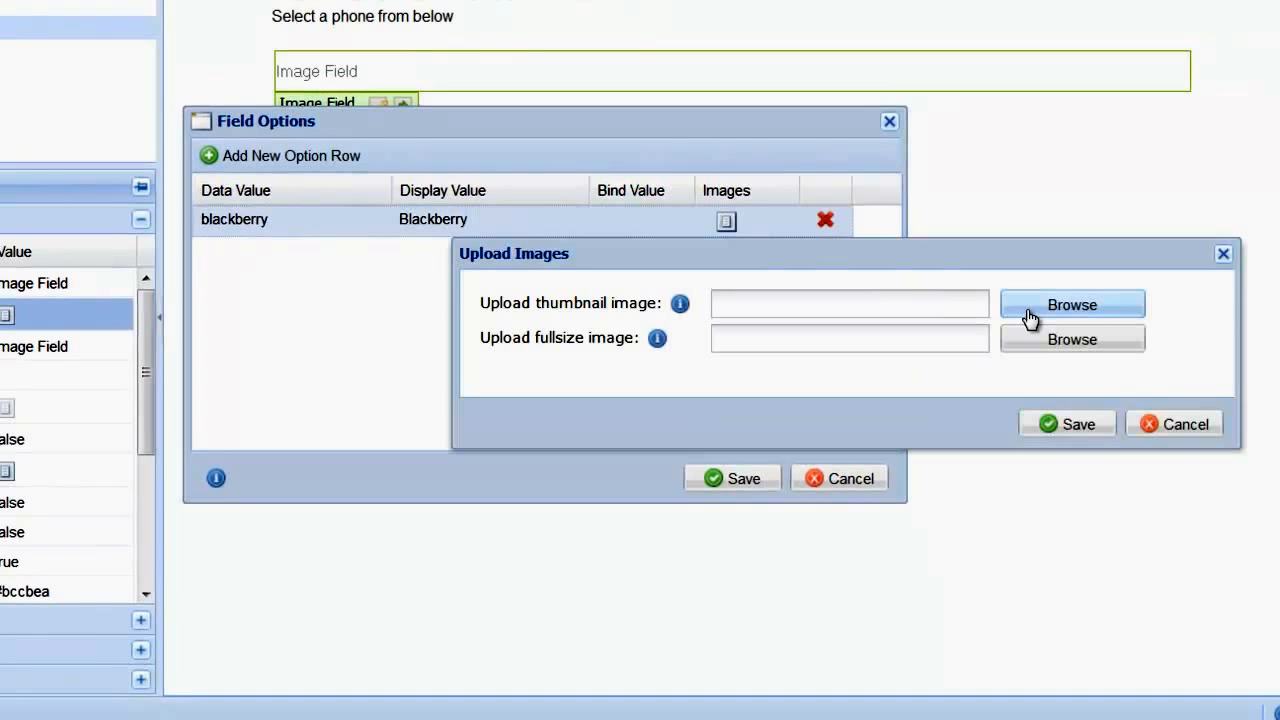 Select a phone from below
Image Field
Image Field
Field Options
Add New Option Row
Data Value Display Value Bind Value Images
blackberry Blackberry
Upload Images
Upload thumbnail image: Browse
Upload fullsize image: Browse
Save Cancel
Save Cancel
Value
mage Field
mage Field
alse
alse
alse
rue
#bccbea